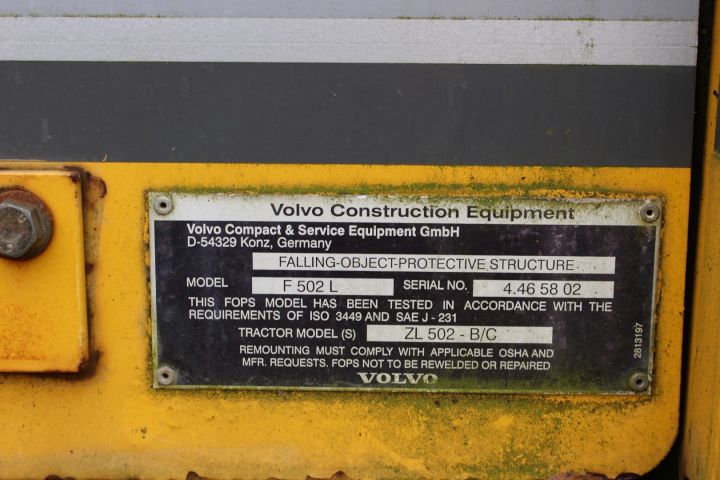 Volvo Construction Equipment
Volvo Compact & Service Equipment GmbH
D-54329 Konz, Germany
FALLING-OBJECT-PROTECTIVE STRUCTURE
MODEL F 502 L SERIAL NO. 4.46 58 02
THIS FOPS MODEL HAS BEEN TESTED IN ACCORDANCE WITH THE
REQUIREMENTS OF ISO 3449 AND SAE J - 231
TRACTOR MODEL (S) ZL 502 - B/C
REMOUNTING MUST COMPLY WITH APPLICABLE OSHA AND
MFR. REQUESTS. FOPS NOT TO BE REWELDED OR REPAIRED
VOLVO
2813197